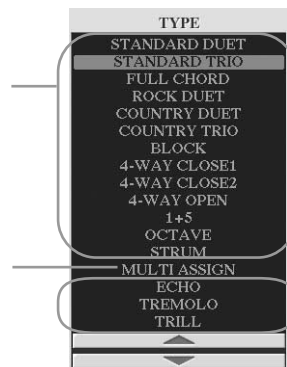 TYPE
STANDARD DUET
STANDARD TRIO
FULL CHORD
ROCK DUET
COUNTRY DUET
COUNTRY TRIO
BLOCK
4-WAY CLOSE1
4-WAY CLOSE2
4-WAY OPEN
1+5
OCTAVE
STRUM
MULTI ASSIGN
ECHO
TREMOLO
TRILL